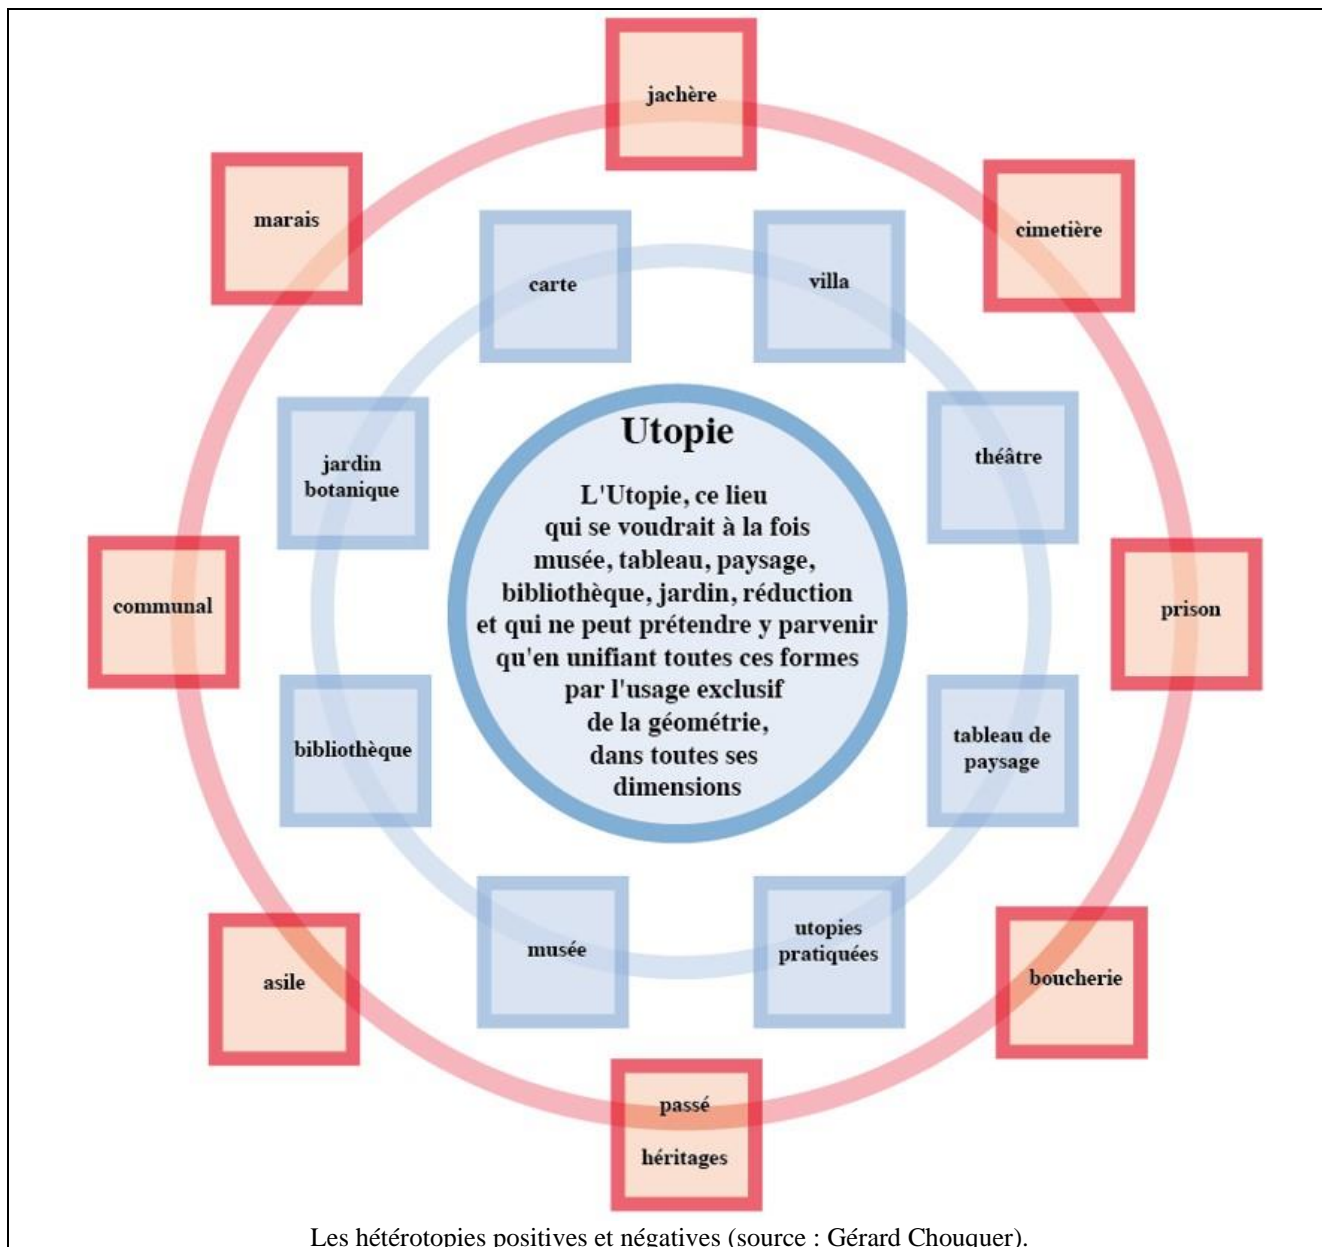 jachère
marais
cimetière
carte
villa
jardin
botanique
théâtre
Utopie
L'Utopie, ce lieu
qui se voudrait à la fois
musée, tableau, paysage,
bibliothèque, jardin, réduction
et qui ne peut prétendre y parvenir
qu'en unifiant toutes ces formes
par l'usage exclusif
de la géométrie,
dans toutes ses
dimensions
communal
prison
bibliothèque
tableau de
paysage
musée
utopies
pratiquées
asile
boucherie
passé
héritages
Les hétérotopies positives et négatives (source : Gérard Chouquer).